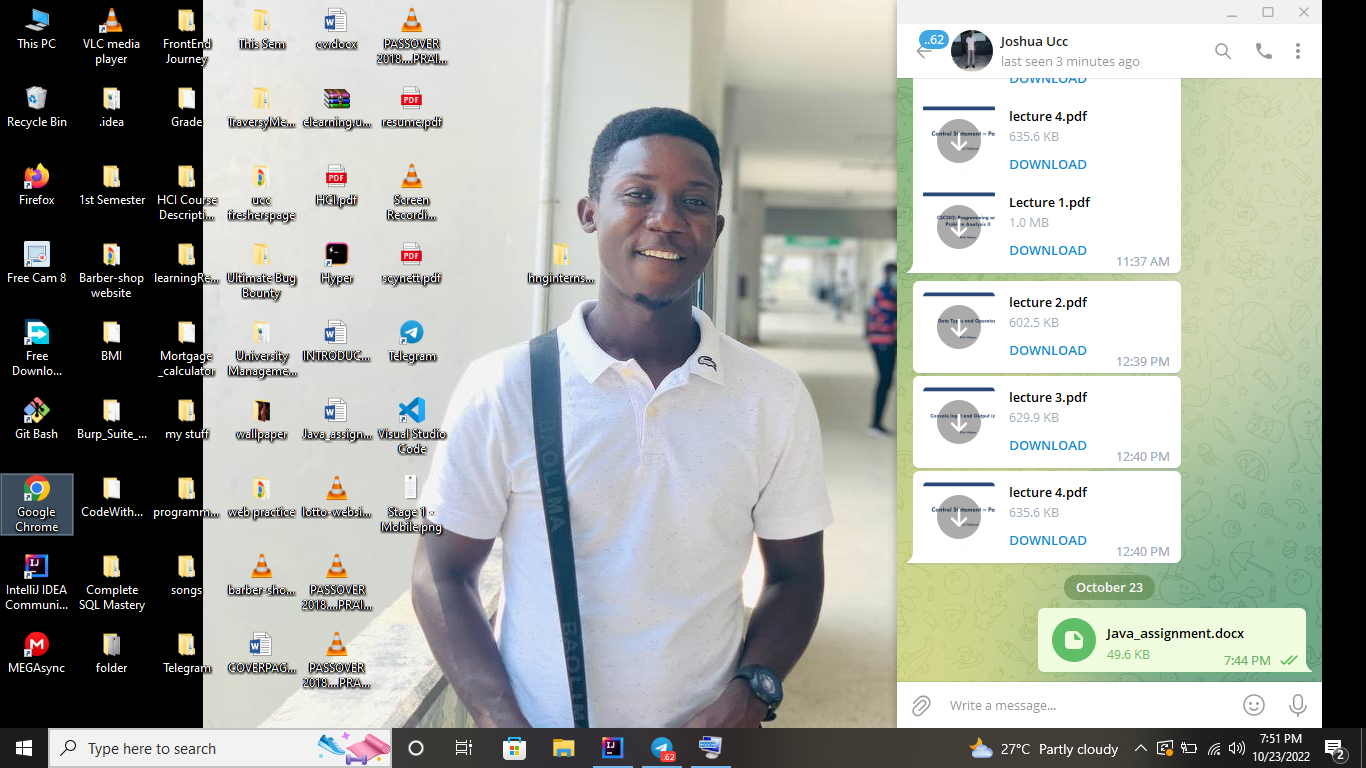 This PC
VLC media
player
FrontEnd
Journey
This Sem
cv.docx
PASSOVER
2018....PRAI...
Recycle Bin
.idea
Grade
TraversyMe...
elearning.u...
resume.pdf
Firefox
1st Semester
HCI Course
Descripti...
ucc
fresherspage
HCI.pdf
Screen
Recordi...
Free Cam 8
Barber-shop
website
learningRe...
Ultimate Bug
Bounty
Hyper
scynett.pdf
hnginterns...
Free
Downlo...
BMI
Mortgage
_calculator
University
Manageme...
INTRODUC...
Telegram
Git Bash
Burp_Suite_...
my stuff
wallpaper
Java_assign...
Visual Studio
Code
Google
Chrome
CodeWith...
programm...
web practice
lotto-websi...
Stage 1 -
Mobile.png
IntelliJ IDEA
Communi...
Complete
SQL Mastery
songs
barber-sho...
PASSOVER
2018....PRAI...
MEGAsync
folder
Telegram
COVERPAG...
PASSOVER
2018....PRA...
BAOLIMA
..62
Joshua Ucc
last seen 3 minutes ago
DOWNLOAD
lecture 4.pdf
635.6 KB
DOWNLOAD
Lecture 1.pdf
1.0 MB
DOWNLOAD
11:37 AM
lecture 2.pdf
602.5 KB
DOWNLOAD
12:39 PM
lecture 3.pdf
629.9 KB
DOWNLOAD
12:40 PM
lecture 4.pdf
635.6 KB
DOWNLOAD
12:40 PM
October 23
Java_assignment.docx
49.6 KB
7:44 PM
Write a message...
Type here to search
..62
27°C Partly cloudy
7:51 PM
10/23/2022
2